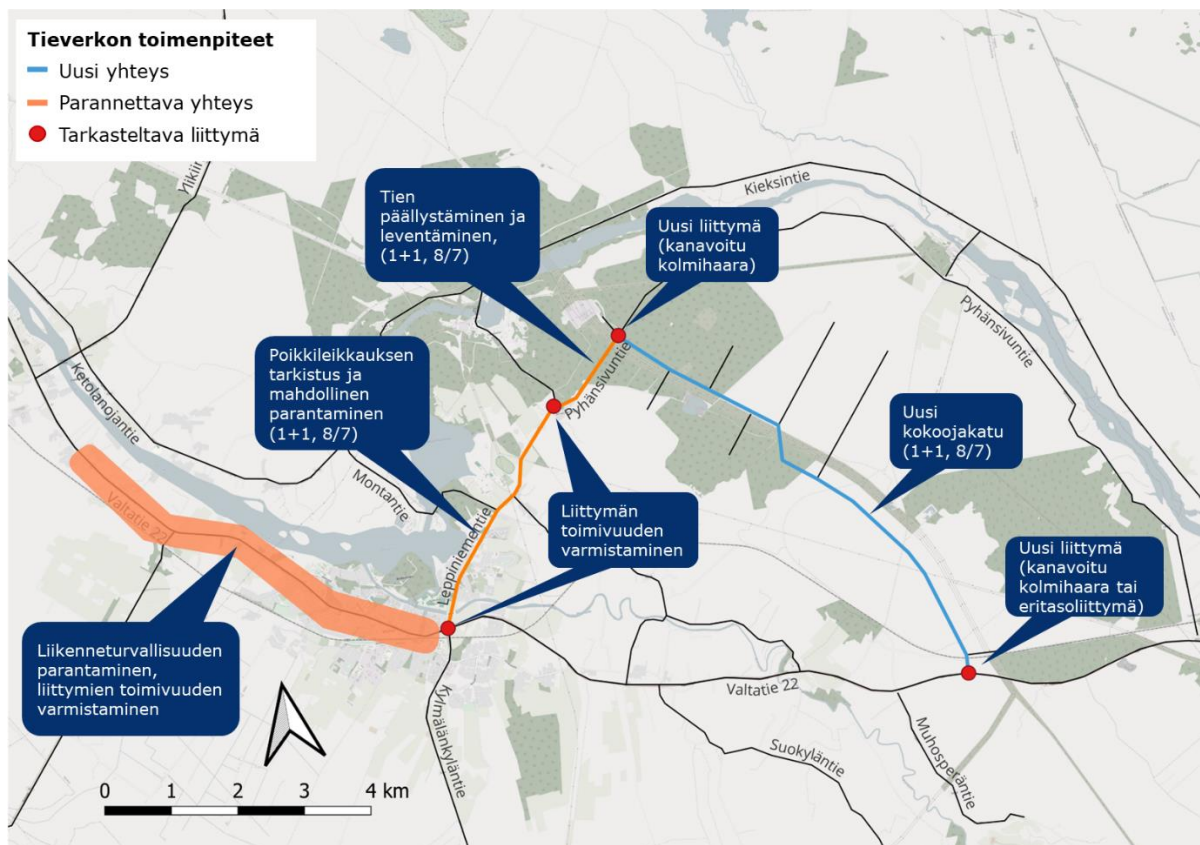 Tieverkon toimenpiteet
Uusi yhteys
Parannettava yhteys
Tarkasteltava liittymä
Kieksintie
Tien
päällystäminen ja
leventäminen,
(1+1, 8/7)
Uusi liittymä
(kanavoitu
kolmihaara)
Pyhänsivuntie
Ketolanojantie
Poikkileikkauksen
tarkistus ja
mahdollinen
parantaminen
(1+1, 8/7)
Pyhänsivuntie
Uusi
kokoojakatu
(1+1, 8/7)
Montantie
Valtatie 22
Liittymän
toimivuuden
varmistaminen
Leppiniementie
Uusi liittymä
(kanavoitu
kolmihaara tai
eritasoliittymä)
Liikenneturvallisuuden
parantaminen,
liittymien toimivuuden
varmistaminen
Valtatie 22
Kylmälänkyläntie
Suokyläntie
Muhosperäntie
0 1 2 3 4 km